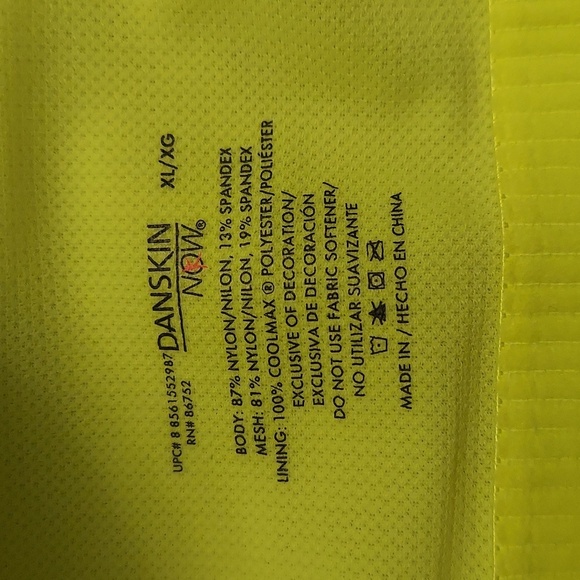 UPC# 8 8561552987
RN# 86752
DANSKIN
NOW®
XL/XG
BODY: 87% NYLON/NILON, 13% SPANDEX
MESH: 81% NYLON/NILON, 19% SPANDEX
LINING: 100% COOLMAX ® POLYESTER/POLIÉSTER
EXCLUSIVE OF DECORATION/
EXCLUSIVA DE DECORACIÓN
DO NOT USE FABRIC SOFTENER/
NO UTILIZAR SUAVIZANTE
MADE IN / HECHO EN CHINA